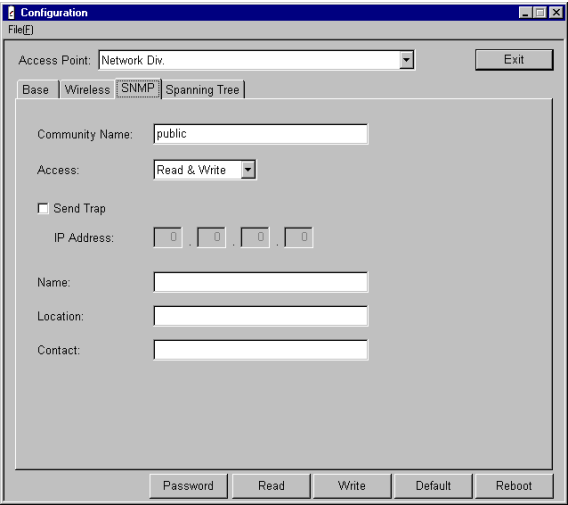 Configuration
File(F)
Access Point: Network Div. Exit
Base Wireless SNMP Spanning Tree
Community Name: public
Access: Read & Write
Send Trap
IP Address: 0 . 0 . 0 . 0
Name:
Location:
Contact:
Password Read Write Default Reboot